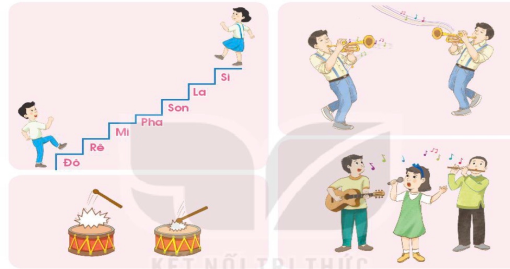 Đô
Rê
Mi
Pha
Son
La
Si
KẾT NỐI TRI THỨC